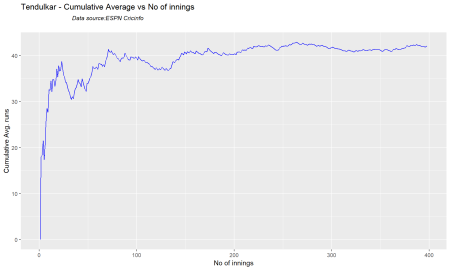 Tendulkar - Cumulative Average vs No of innings
Data source:ESPN Cricinfo
Cumulative Avg. runs
40
30
20
10
0
0
100
200
300
400
No of innings